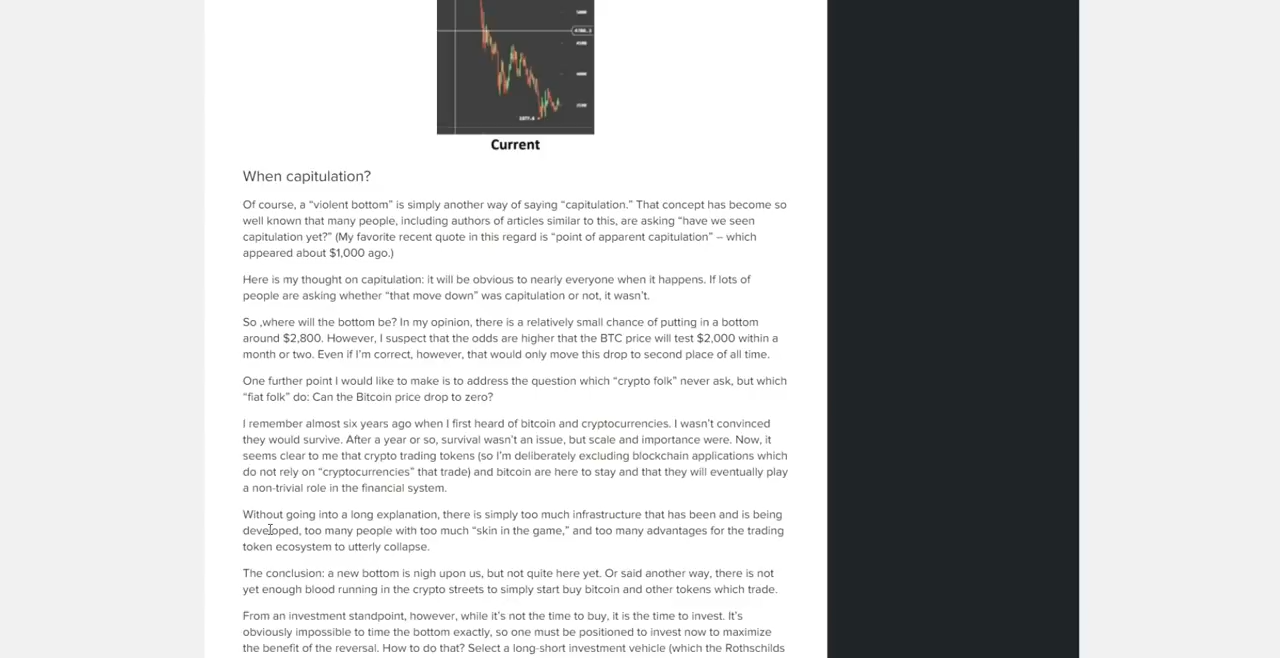 Current
When capitulation?
Of course, a “violent bottom” is simply another way of saying “capitulation.” That concept has become so
well known that many people, including authors of articles similar to this, are asking “have we seen
capitulation yet?” (My favorite recent quote in this regard is “point of apparent capitulation” – which
appeared about $1,000 ago.)
Here is my thought on capitulation: it will be obvious to nearly everyone when it happens. If lots of
people are asking whether “that move down” was capitulation or not, it wasn’t.
So ,where will the bottom be? In my opinion, there is a relatively small chance of putting in a bottom
around $2,800. However, I suspect that the odds are higher that the BTC price will test $2,000 within a
month or two. Even if I’m correct, however, that would only move this drop to second place of all time.
One further point I would like to make is to address the question which “crypto folk” never ask, but which
“fiat folk” do: Can the Bitcoin price drop to zero?
I remember almost six years ago when I first heard of bitcoin and cryptocurrencies. I wasn’t convinced
they would survive. After a year or so, survival wasn’t an issue, but scale and importance were. Now, it
seems clear to me that crypto trading tokens (so I’m deliberately excluding blockchain applications which
do not rely on “cryptocurrencies” that trade) and bitcoin are here to stay and that they will eventually play
a non-trivial role in the financial system.
Without going into a long explanation, there is simply too much infrastructure that has been and is being
developed, too many people with too much “skin in the game,” and too many advantages for the trading
token ecosystem to utterly collapse.
The conclusion: a new bottom is nigh upon us, but not quite here yet. Or said another way, there is not
yet enough blood running in the crypto streets to simply start buy bitcoin and other tokens which trade.
From an investment standpoint, however, while it’s not the time to buy, it is the time to invest. It’s
obviously impossible to time the bottom exactly, so one must be positioned to invest now to maximize
the benefit of the reversal. How to do that? Select a long-short investment vehicle (which the Rothschilds